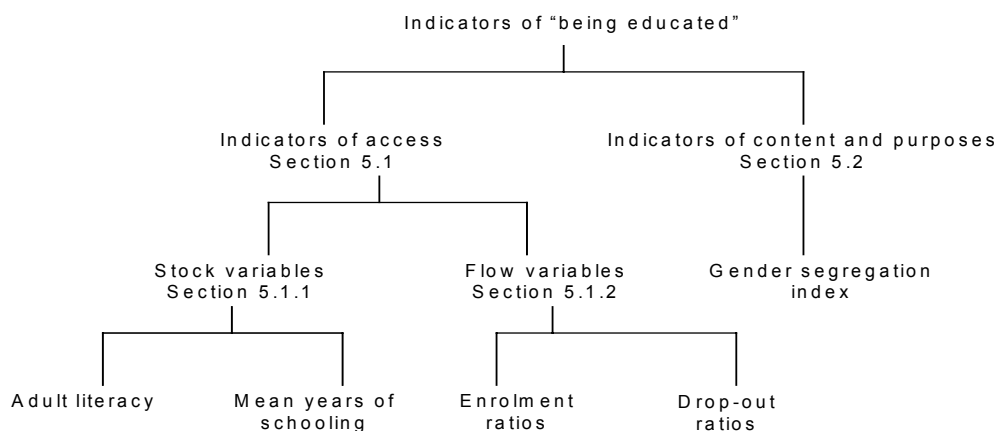 Indicators of “being educated”
Indicators of access
Section 5.1
Indicators of content and purposes
Section 5.2
Stock variables
Section 5.1.1
Flow variables
Section 5.1.2
Gender segregation
index
Adult literacy
Mean years of
schooling
Enrolment
ratios
Drop-out
ratios